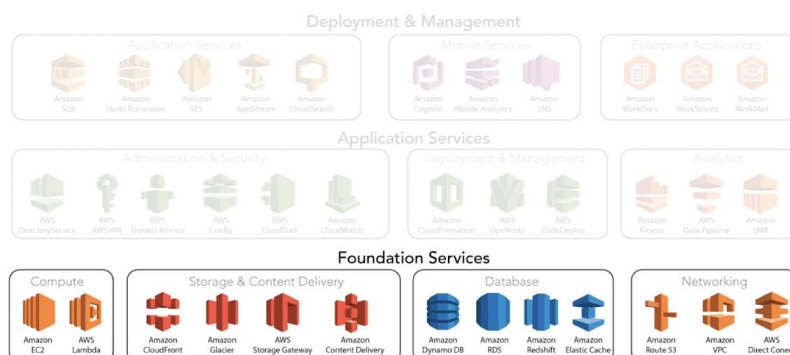 Deployment & Management
Application Services
Mobile Services
Enterprise Applications
Amazon SQS
Amazon ElasticTranscoder
Amazon SES
Amazon AppStream
Amazon CloudSearch
Amazon Cognito
Amazon Mobile Analytics
Amazon SNS
Amazon WorkDocs
Amazon WorkSpaces
Amazon WorkMail
Application Services
Administration & Security
Deployment & Management
Analytics
AWS DirectoryService
AWS AWSIAM
AWS Trusted Advisor
AWS Config
AWS CloudTrail
AWS CloudWatch
Amazon CloudFormation
Amazon OpsWorks
AWS CodeDeploy
Amazon Kinesis
AWS Data Pipeline
Amazon EMR
Foundation Services
Compute
Storage & Content Delivery
Database
Networking
Amazon EC2
AWS Lambda
Amazon CloudFront
Amazon Glacier
AWS Storage Gateway
Amazon Content Delivery
Amazon Dynamo DB
Amazon RDS
Amazon Redshift
Amazon Elastic Cache
Amazon Route 53
Amazon VPC
AWS Direct Conec